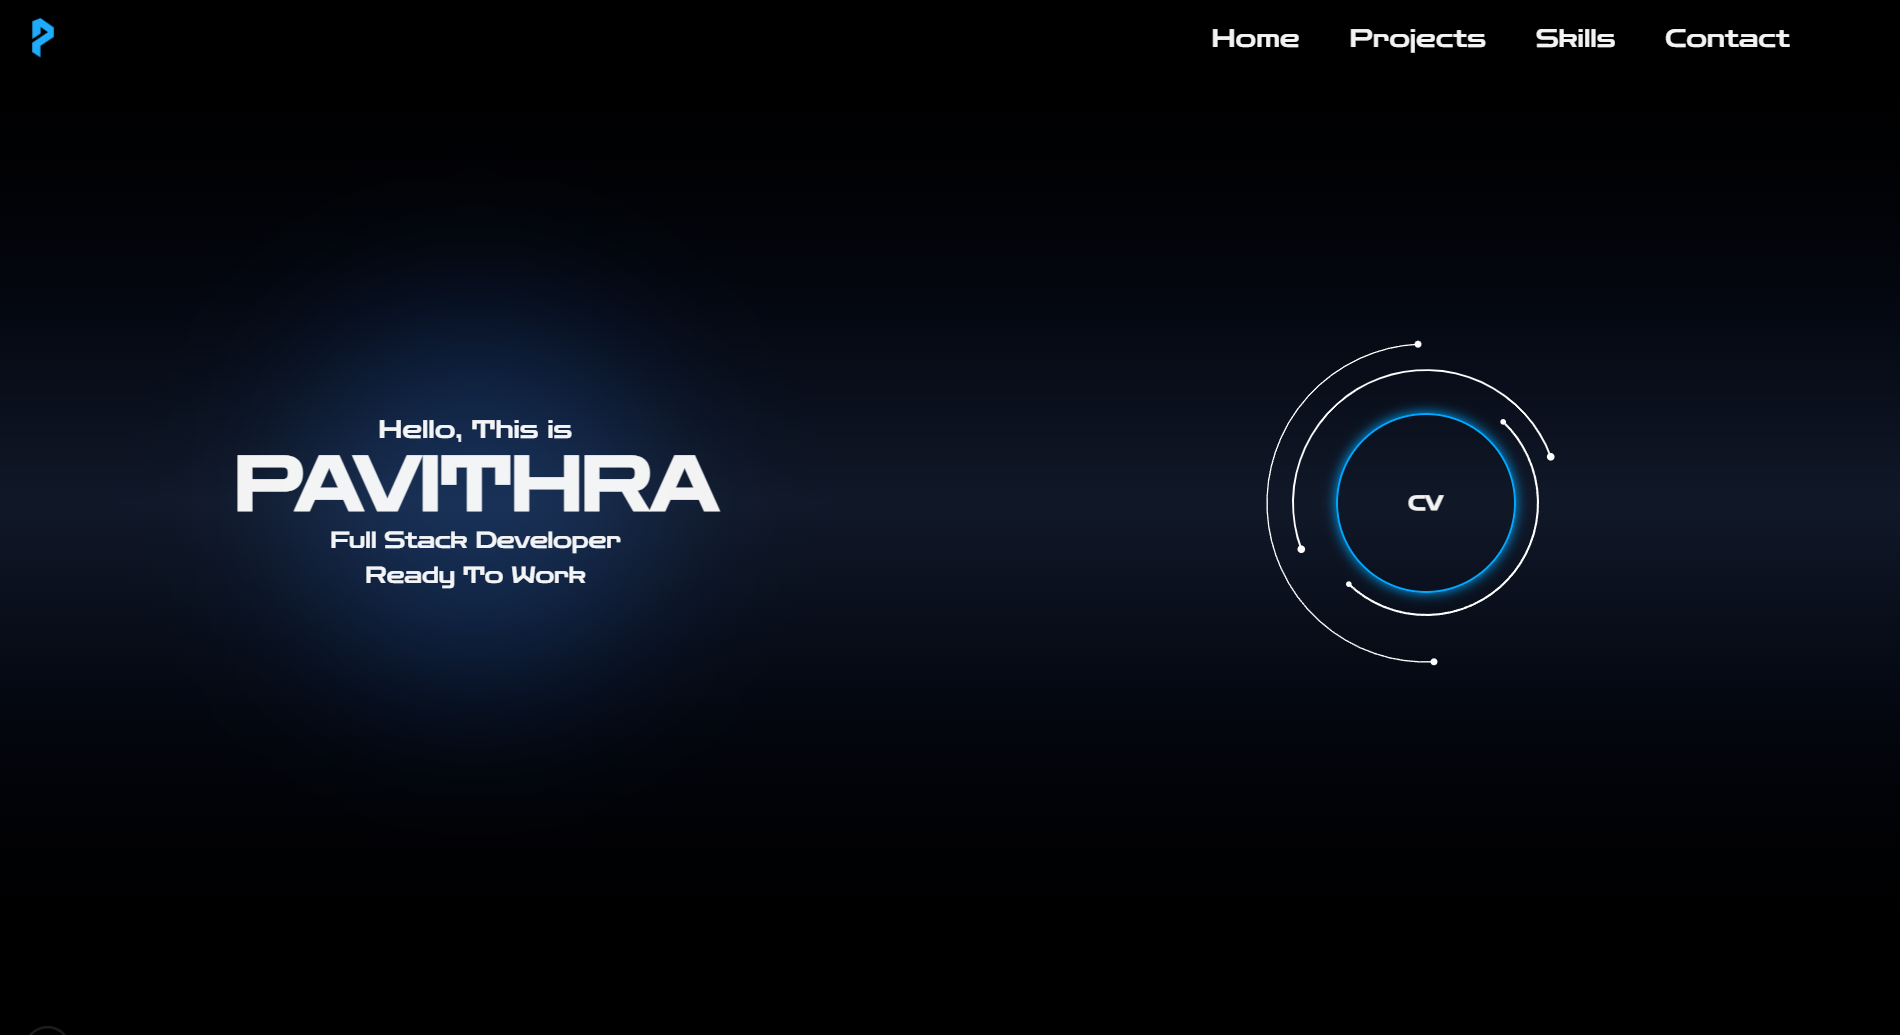 Home Projects Skills Contact
Hello, This is
PAVITHRA
Full Stack Developer
Ready To Work
CV